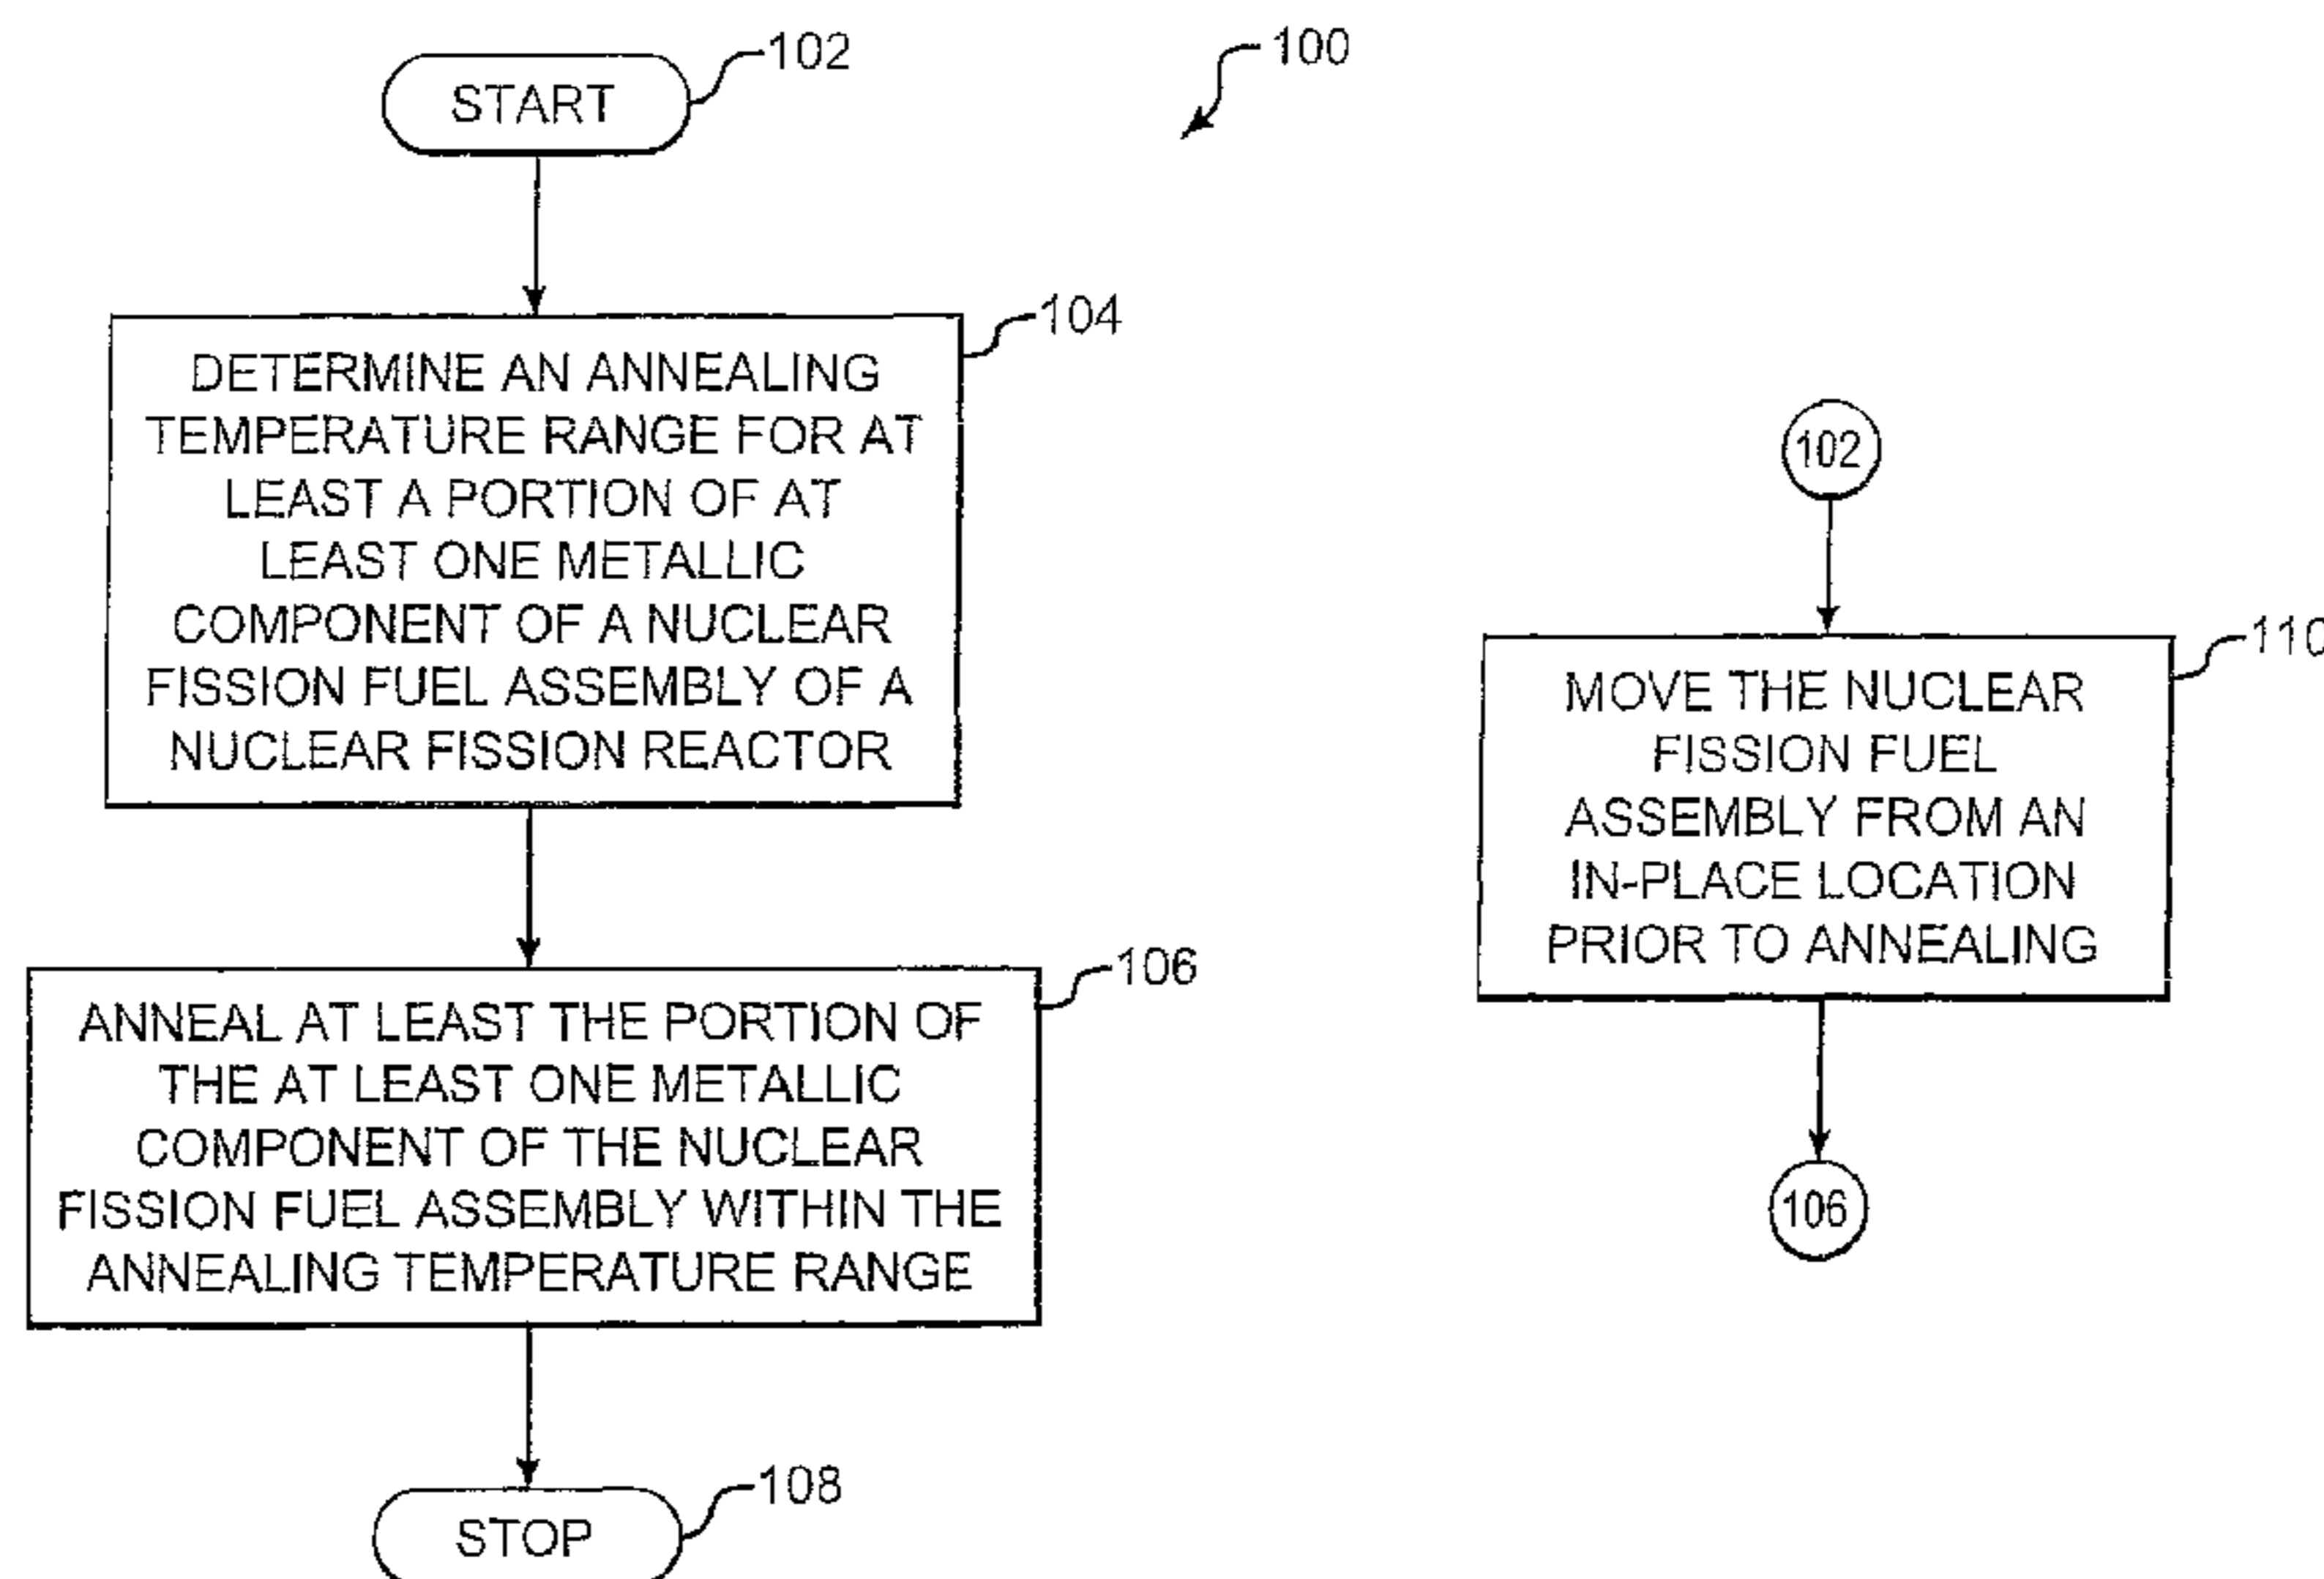 102
START
100
104
DETERMINE AN ANNEALING
TEMPERATURE RANGE FOR AT
LEAST A PORTION OF AT
LEAST ONE METALLIC
COMPONENT OF A NUCLEAR
FISSION FUEL ASSEMBLY OF A
NUCLEAR FISSION REACTOR
106
ANNEAL AT LEAST THE PORTION OF
THE AT LEAST ONE METALLIC
COMPONENT OF THE NUCLEAR
FISSION FUEL ASSEMBLY WITHIN THE
ANNEALING TEMPERATURE RANGE
108
STOP
102
110
MOVE THE NUCLEAR
FISSION FUEL
ASSEMBLY FROM AN
IN-PLACE LOCATION
PRIOR TO ANNEALING
106